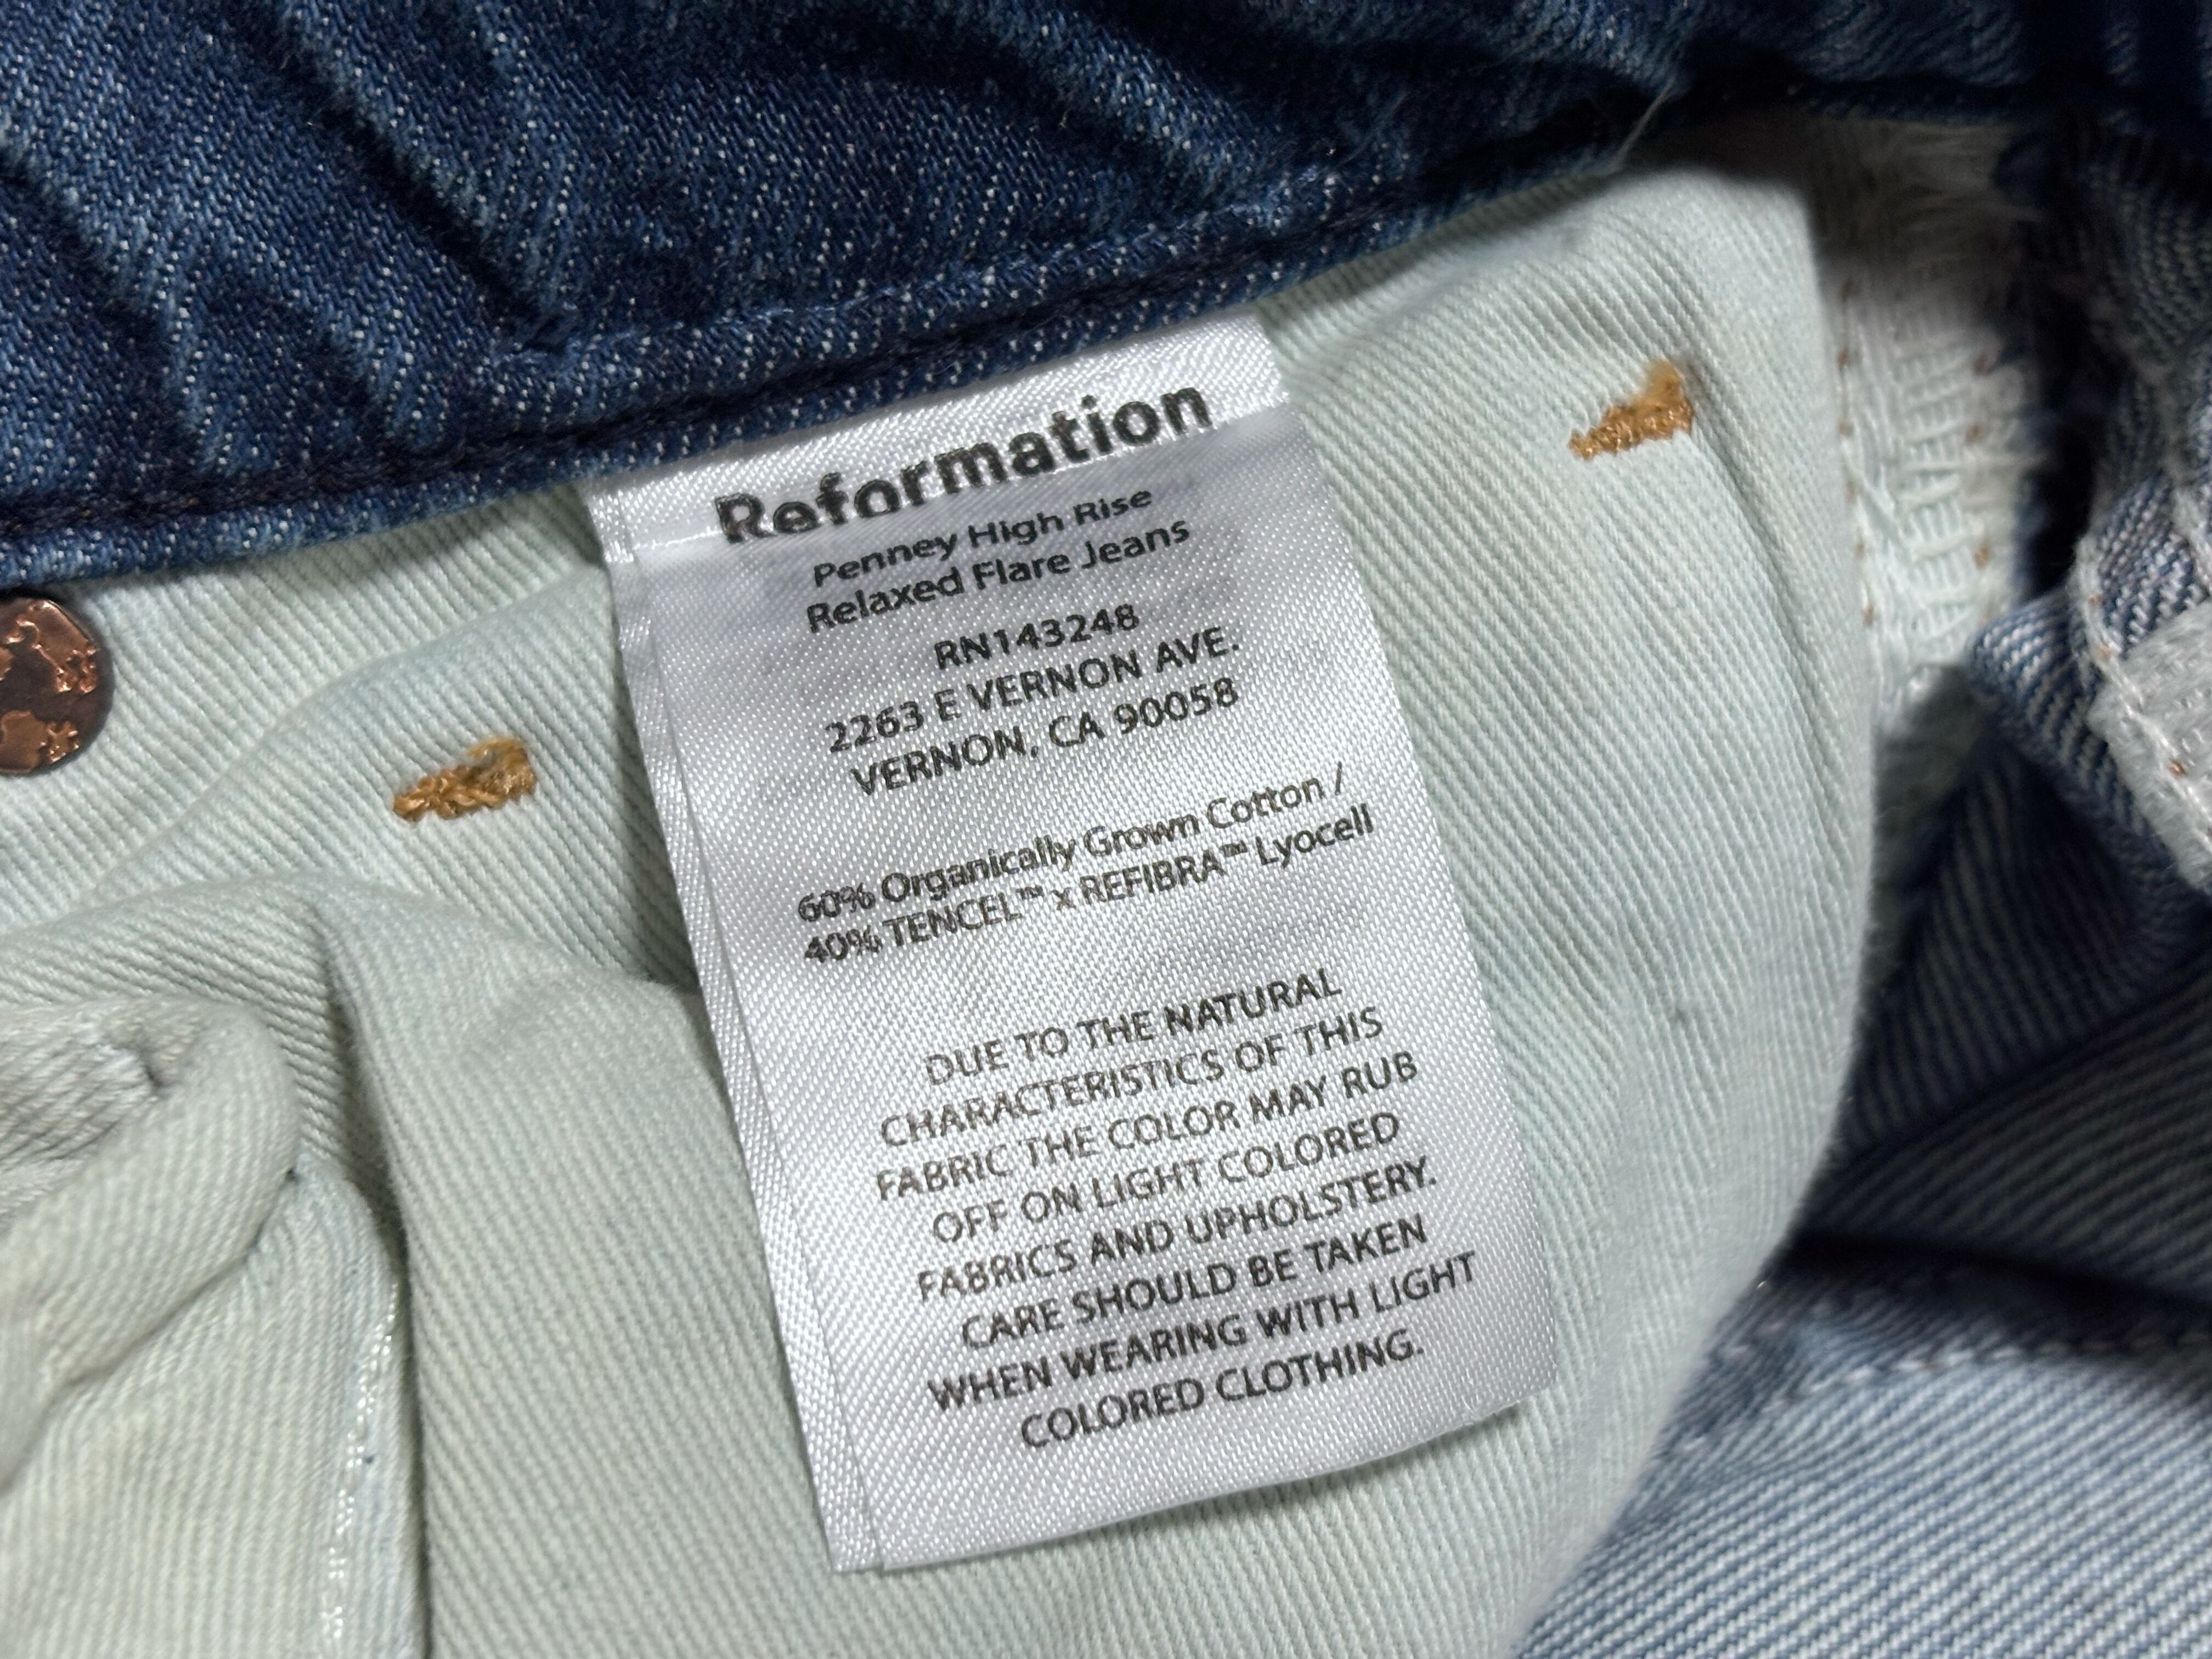 Reformation
Penney High Rise
Relaxed Flare Jeans
RN143248
2263 E VERNON AVE.
VERNON, CA 90058
60% Organically Grown Cotton /
40% TENCEL™ x REFIBRA™ Lyocell
DUE TO THE NATURAL
CHARACTERISTICS OF THIS
FABRIC THE COLOR MAY RUB
OFF ON LIGHT COLORED
FABRICS AND UPHOLSTERY.
CARE SHOULD BE TAKEN
WHEN WEARING WITH LIGHT
COLORED CLOTHING.